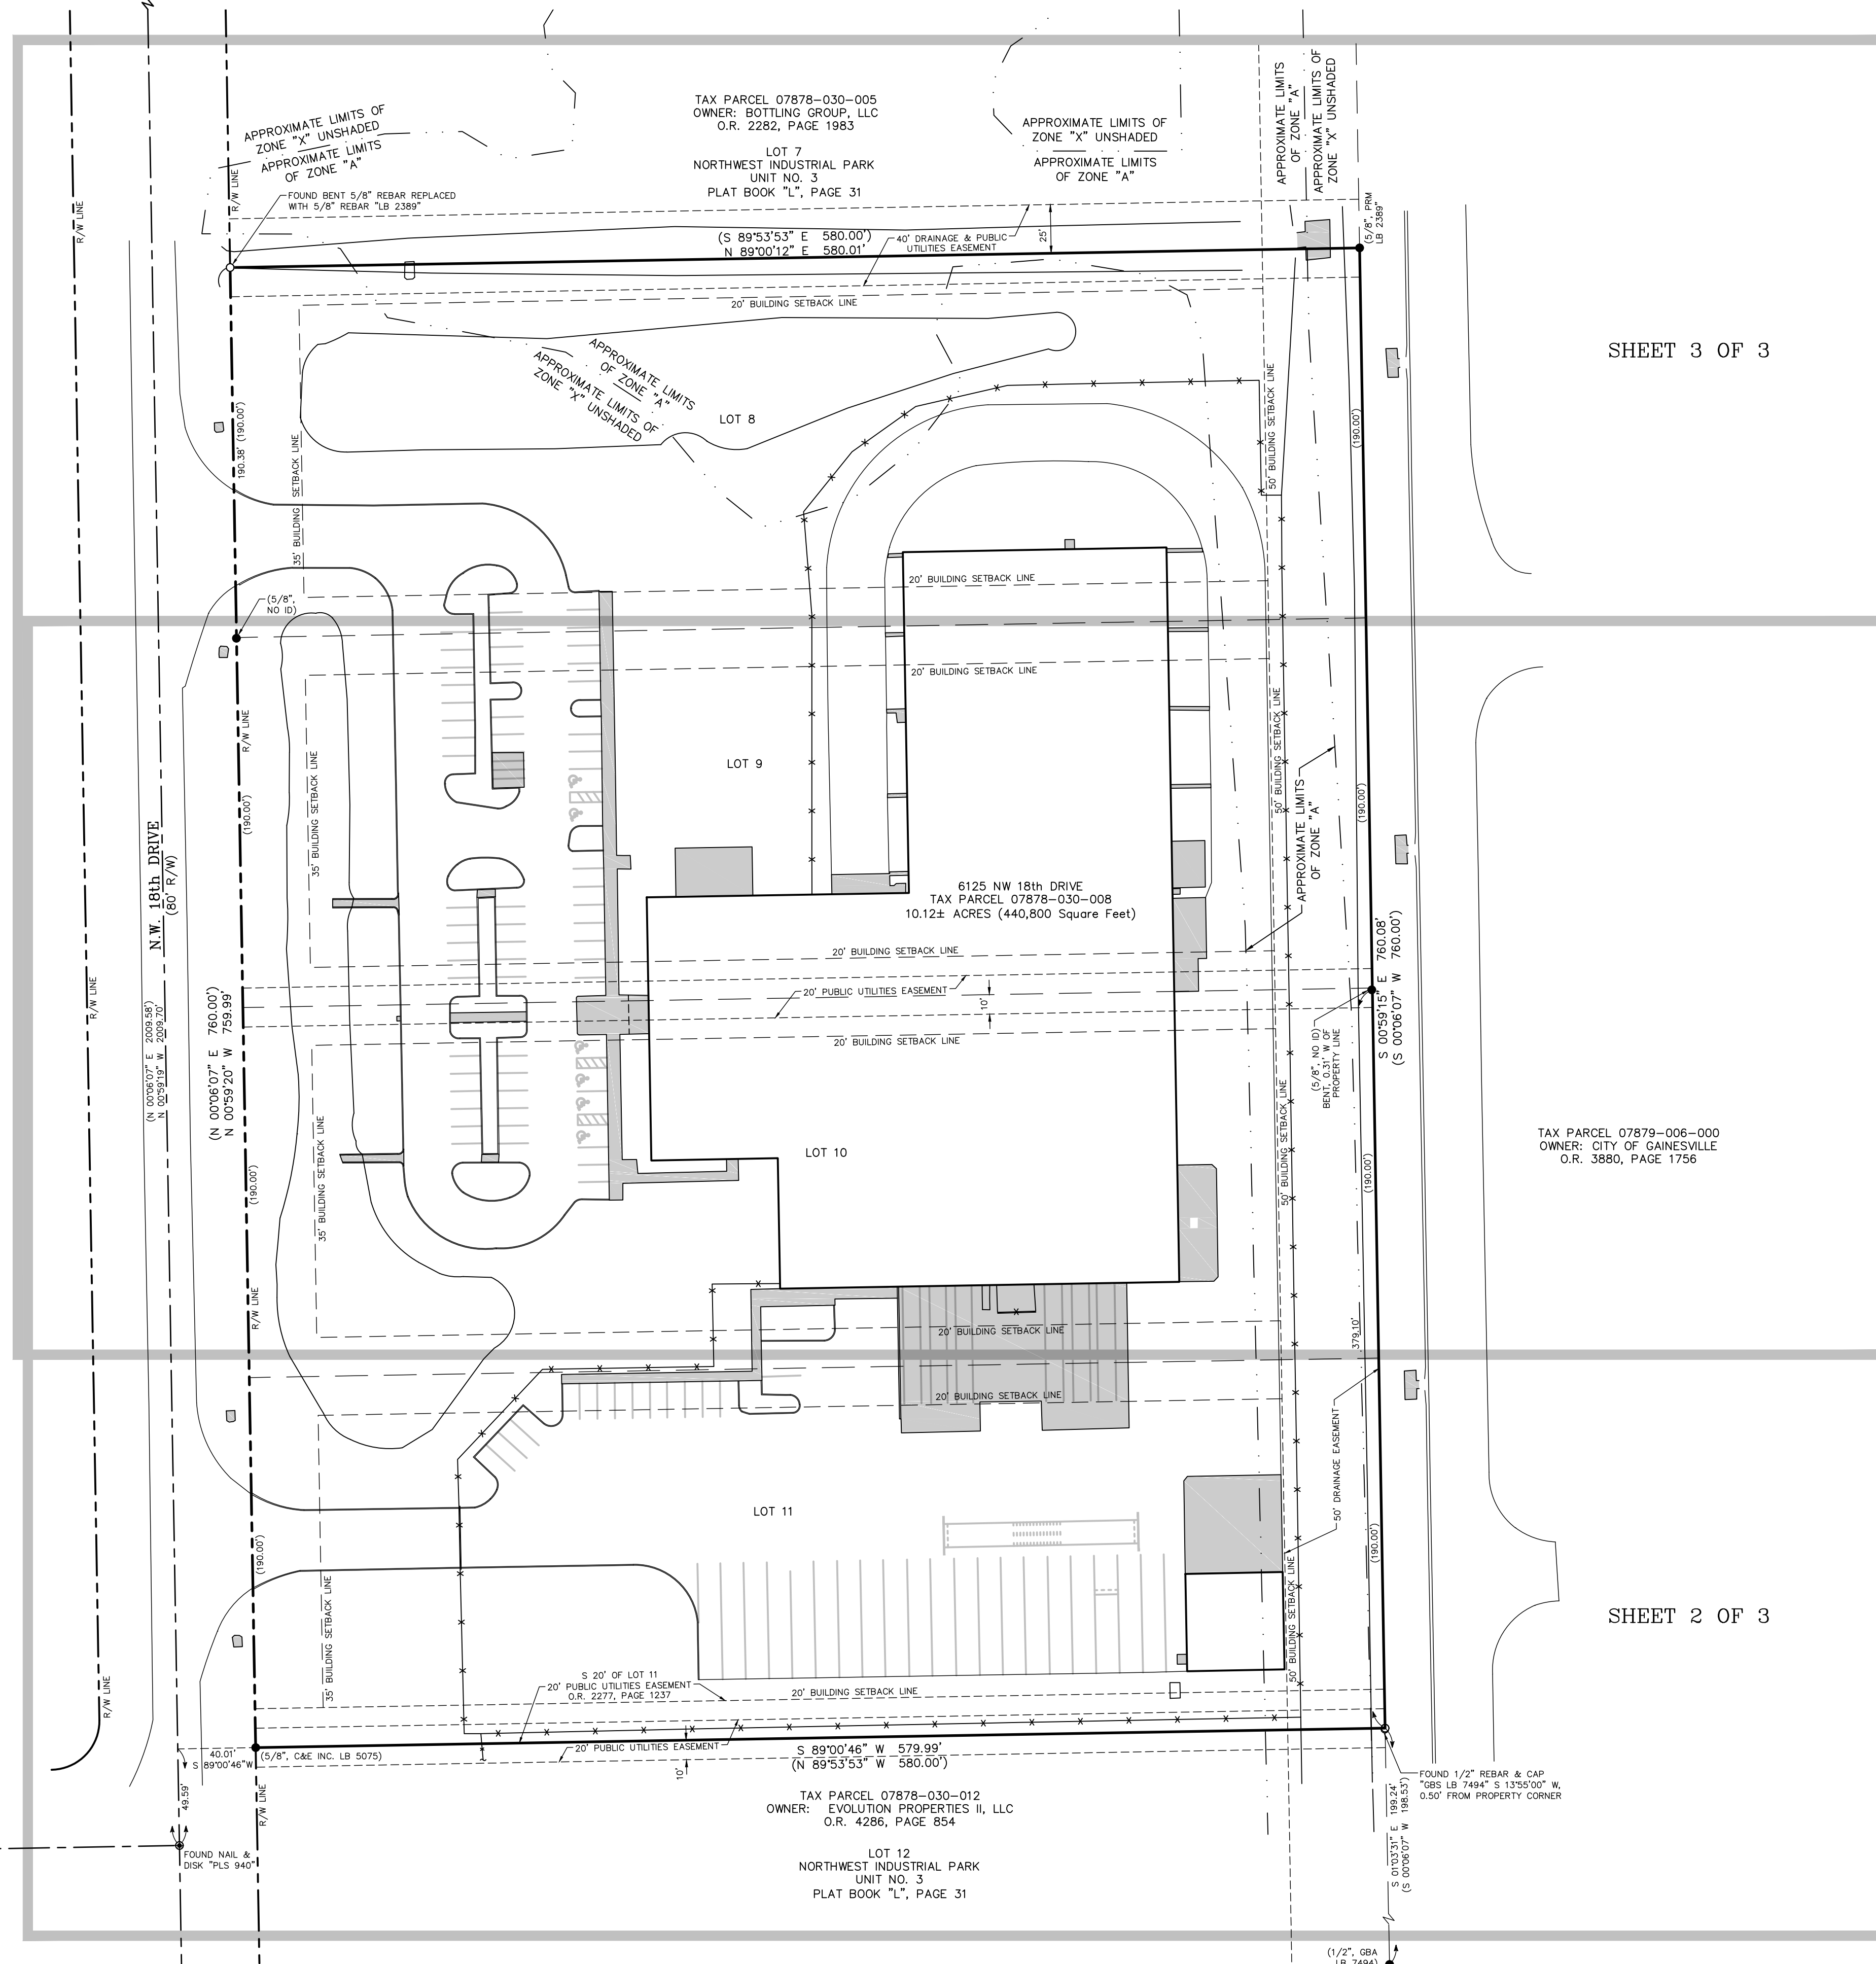 TAX PARCEL 07878-030-005
OWNER: BOTTLING GROUP, LLC
O.R. 2282, PAGE 1983
LOT 7
NORTHWEST INDUSTRIAL PARK
UNIT NO. 3
PLAT BOOK "L", PAGE 31
APPROXIMATE LIMITS OF
ZONE "X" UNSHADED
APPROXIMATE LIMITS
OF ZONE "A"
APPROXIMATE LIMITS OF
ZONE "X" UNSHADED
APPROXIMATE LIMITS
OF ZONE "A"
APPROXIMATE LIMITS
OF ZONE "A"
APPROXIMATE LIMITS OF
ZONE "X" UNSHADED
R/W LINE
R/W LINE
FOUND BENT 5/8" REBAR REPLACED
WITH 5/8" REBAR "LB 2389"
(S 89°53'53" E 580.00')
N 89°00'12" E 580.01'
40' DRAINAGE & PUBLIC
UTILITIES EASEMENT
25'
(5/8", PRM
LB 2389"
20' BUILDING SETBACK LINE
APPROXIMATE LIMITS
OF ZONE "A"
APPROXIMATE LIMITS OF
ZONE "X" UNSHADED
LOT 8
SHEET 3 OF 3
190.38' (190.00')
35' BUILDING SETBACK LINE
50' BUILDING SETBACK LINE
(190.00')
(5/8",
NO ID)
20' BUILDING SETBACK LINE
20' BUILDING SETBACK LINE
R/W LINE
(190.00')
35' BUILDING SETBACK LINE
LOT 9
50' BUILDING SETBACK LINE
APPROXIMATE LIMITS
OF ZONE "A"
(190.00')
N.W. 18th DRIVE
(80' R/W)
6125 NW 18th DRIVE
TAX PARCEL 07878-030-008
10.12± ACRES (440,800 Square Feet)
20' BUILDING SETBACK LINE
20' PUBLIC UTILITIES EASEMENT
10'
20' BUILDING SETBACK LINE
R/W LINE
(N 00°06'07" E 2009.58')
N 00°59'19" W 2009.70'
(N 00°06'07" E 760.00')
N 00°59'20" W 759.99'
S 00°59'15" E 760.08'
(S 00°06'07" W 760.00')
(5/8", NO ID)
BENT, 0.31' W OF
PROPERTY LINE
TAX PARCEL 07879-006-000
OWNER: CITY OF GAINESVILLE
O.R. 3880, PAGE 1756
LOT 10
35' BUILDING SETBACK LINE
50' BUILDING SETBACK LINE
(190.00')
(190.00')
R/W LINE
379.10'
20' BUILDING SETBACK LINE
20' BUILDING SETBACK LINE
50' DRAINAGE EASEMENT
LOT 11
(190.00')
(190.00')
35' BUILDING SETBACK LINE
50' BUILDING SETBACK LINE
SHEET 2 OF 3
R/W LINE
S 20' OF LOT 11
20' PUBLIC UTILITIES EASEMENT
O.R. 2277, PAGE 1237
20' BUILDING SETBACK LINE
40.01'
S 89°00'46"W
(5/8", C&E INC. LB 5075)
20' PUBLIC UTILITIES EASEMENT
10'
S 89°00'46" W 579.99'
(N 89°53'53" W 580.00')
49.59'
R/W LINE
FOUND NAIL &
DISK "PLS 940"
TAX PARCEL 07878-030-012
OWNER: EVOLUTION PROPERTIES II, LLC
O.R. 4286, PAGE 854
LOT 12
NORTHWEST INDUSTRIAL PARK
UNIT NO. 3
PLAT BOOK "L", PAGE 31
FOUND 1/2" REBAR & CAP
"GBS LB 7494" S 13°55'00" W,
0.50' FROM PROPERTY CORNER
S 01°03'31" E 199.24'
(S 00°06'07" W 198.53')
(1/2", GBA
LB 7494)